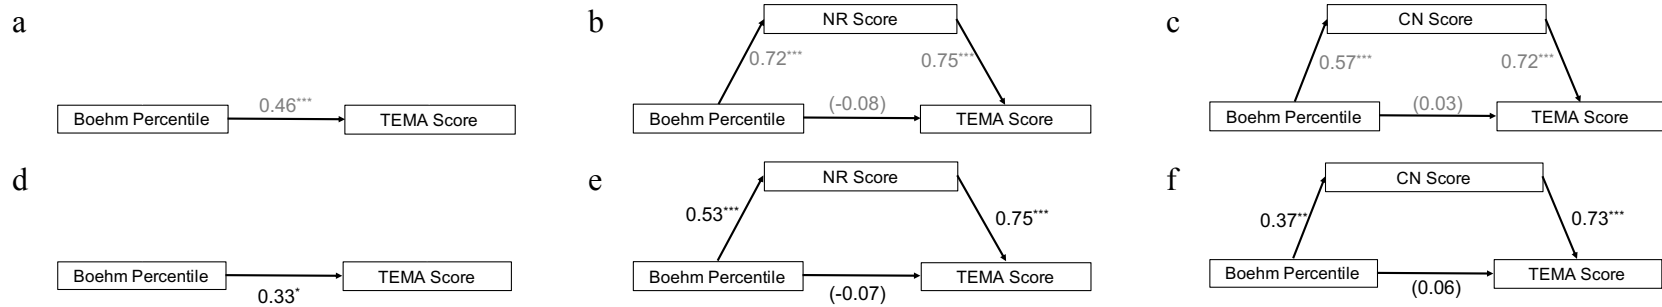 a
0.46***
Boehm Percentile
TEMA Score
b
NR Score
0.72***
0.75***
(-0.08)
Boehm Percentile
TEMA Score
c
CN Score
0.57***
0.72***
(0.03)
Boehm Percentile
TEMA Score
d
Boehm Percentile
TEMA Score
0.33*
e
NR Score
0.53***
0.75***
Boehm Percentile
TEMA Score
(-0.07)
f
CN Score
0.37**
0.73***
Boehm Percentile
TEMA Score
(0.06)